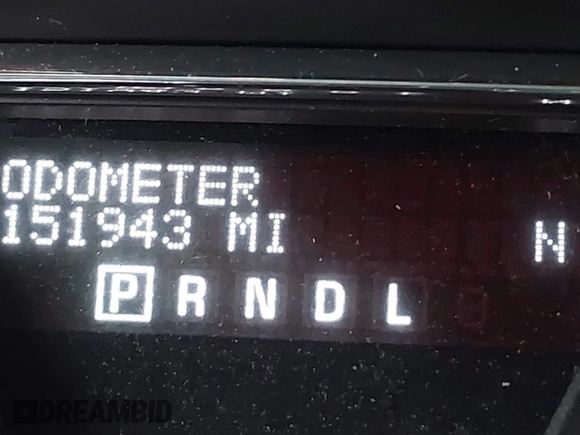 ODOMETER
151943 MI N
P R N D L
DREAMBID